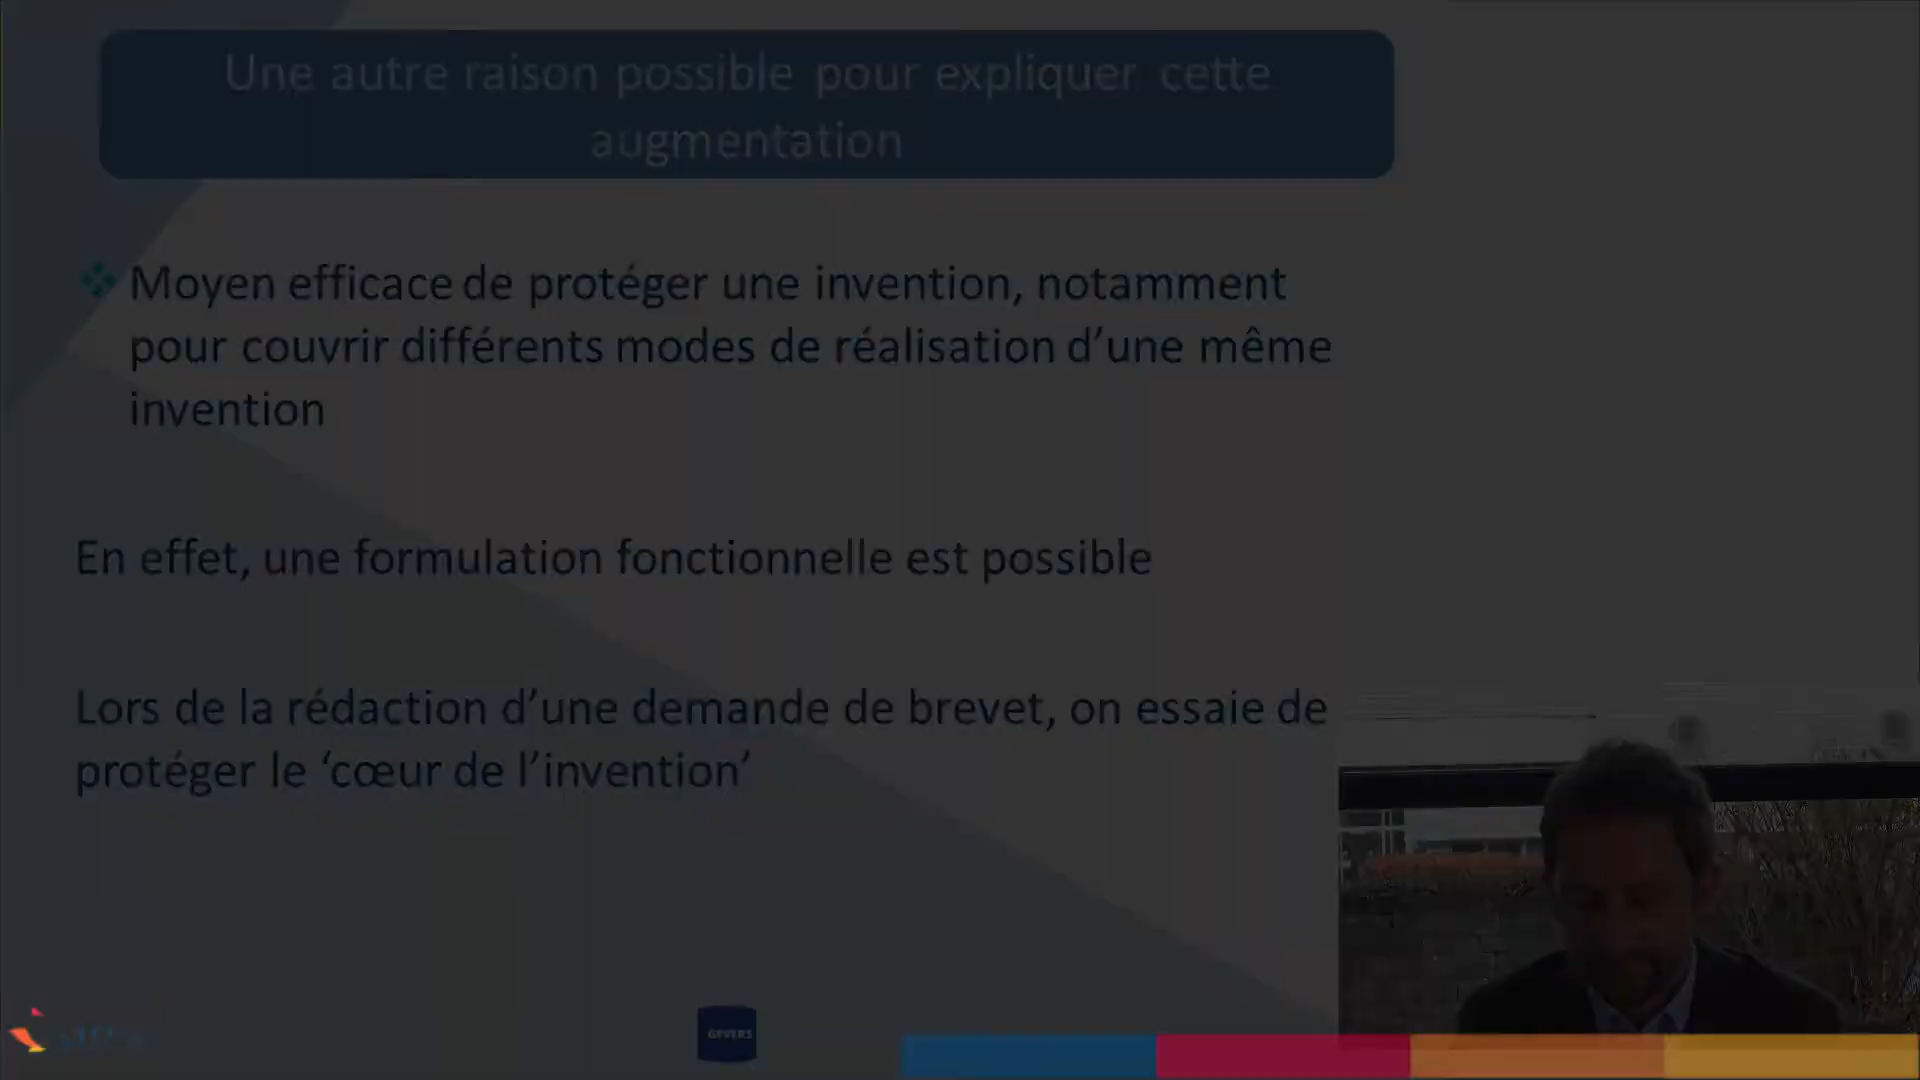 Une autre raison possible pour expliquer cette
augmentation
Moyen efficace de protéger une invention, notamment
pour couvrir différents modes de réalisation d’une même
invention
En effet, une formulation fonctionnelle est possible
Lors de la rédaction d’une demande de brevet, on essaie de
protéger le ‘cœur de l’invention’
GEVERS